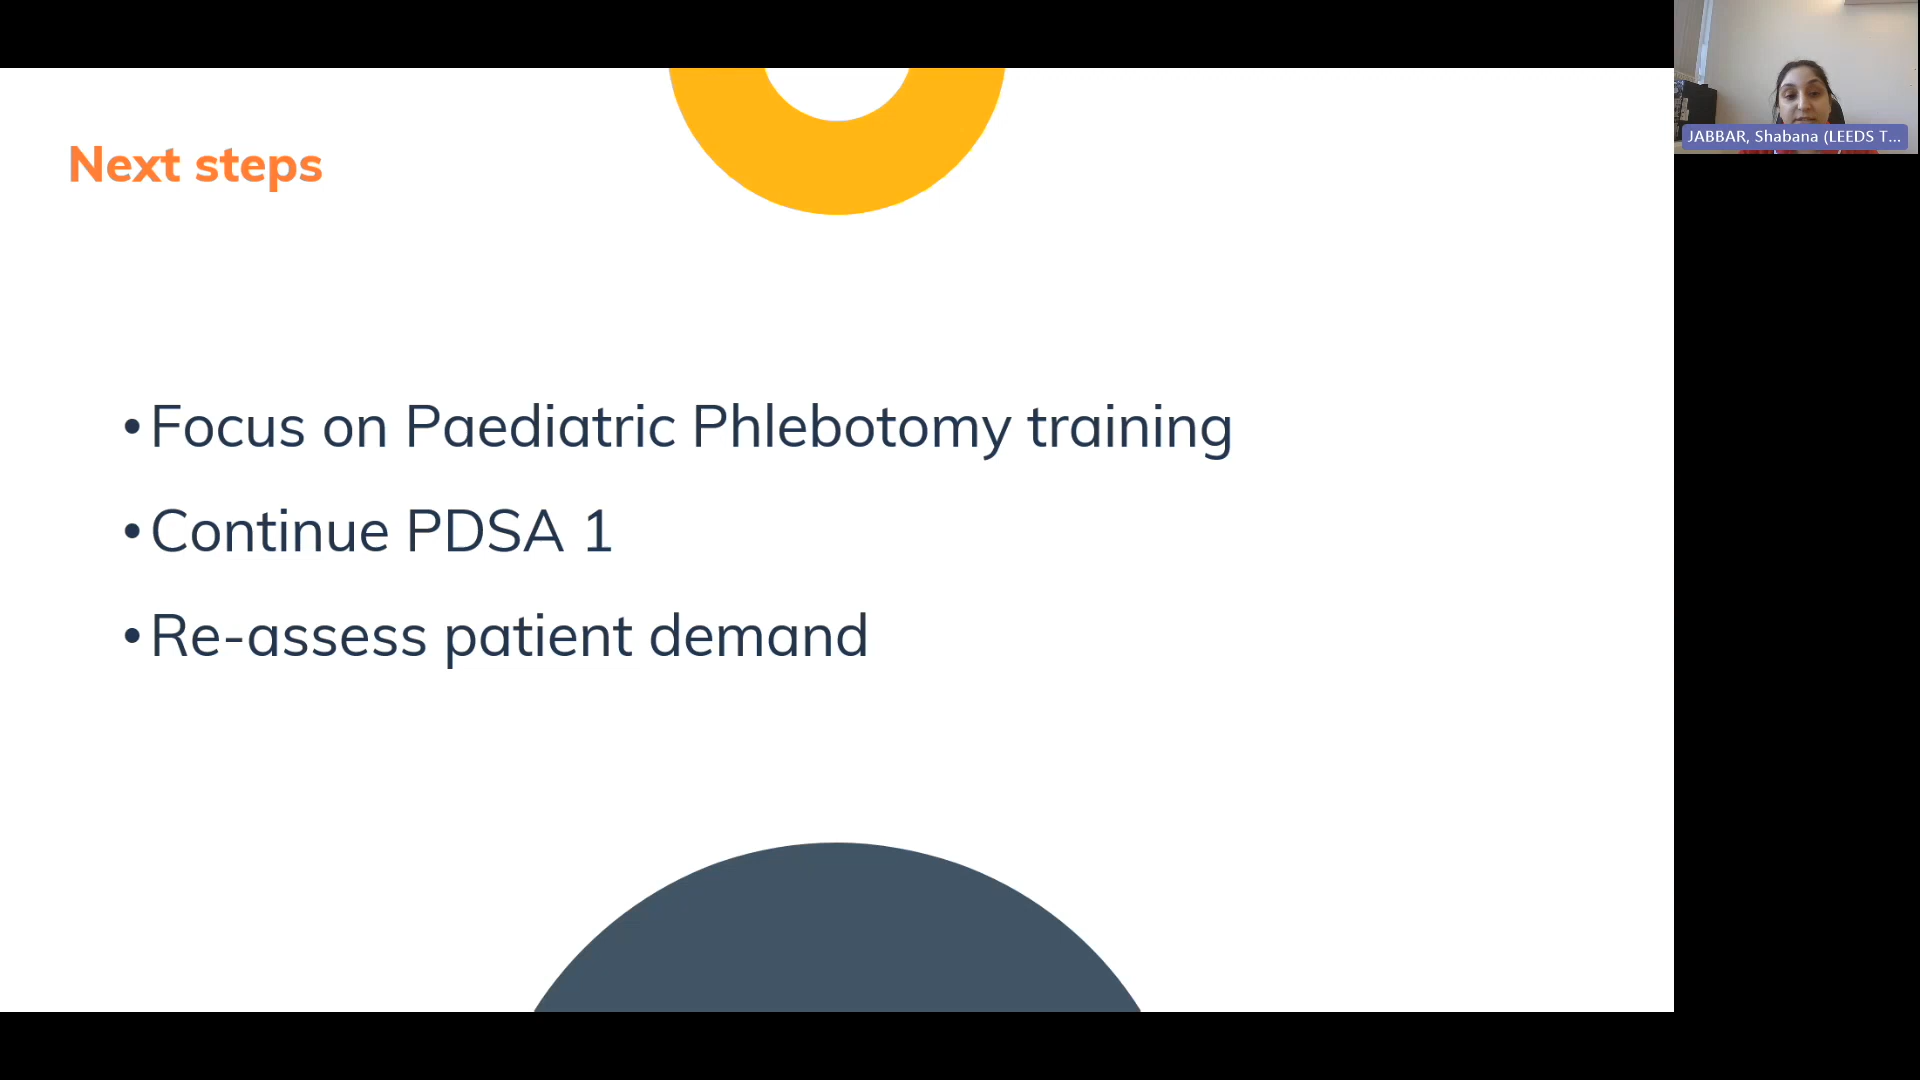 Next steps
• Focus on Paediatric Phlebotomy training
• Continue PDSA 1
• Re-assess patient demand
JABBAR, Shabana (LEEDS T...